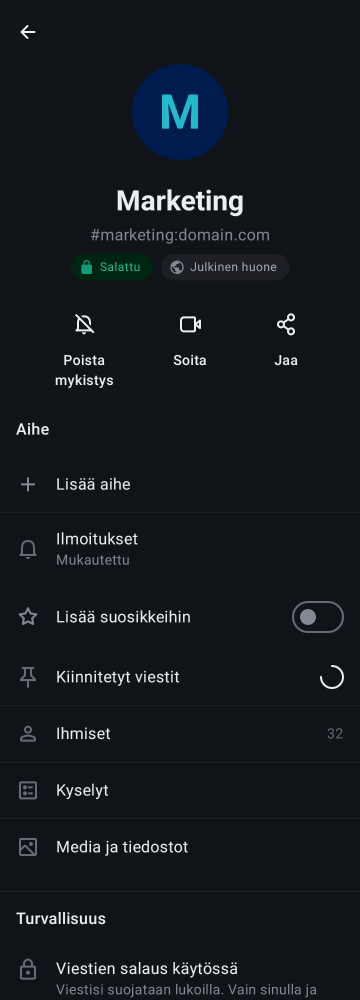 M
Marketing
#marketing:domain.com
Salattu
Julkinen huone
Poista
mykistys
Soita
Jaa
Aihe
Lisää aihe
Ilmoitukset
Mukautettu
Lisää suosikkeihin
Kiinnitetyt viestit
Ihmiset
32
Kyselyt
Media ja tiedostot
Turvallisuus
Viestien salaus käytössä
Viestisi suojataan lukoilla. Vain sinulla ja